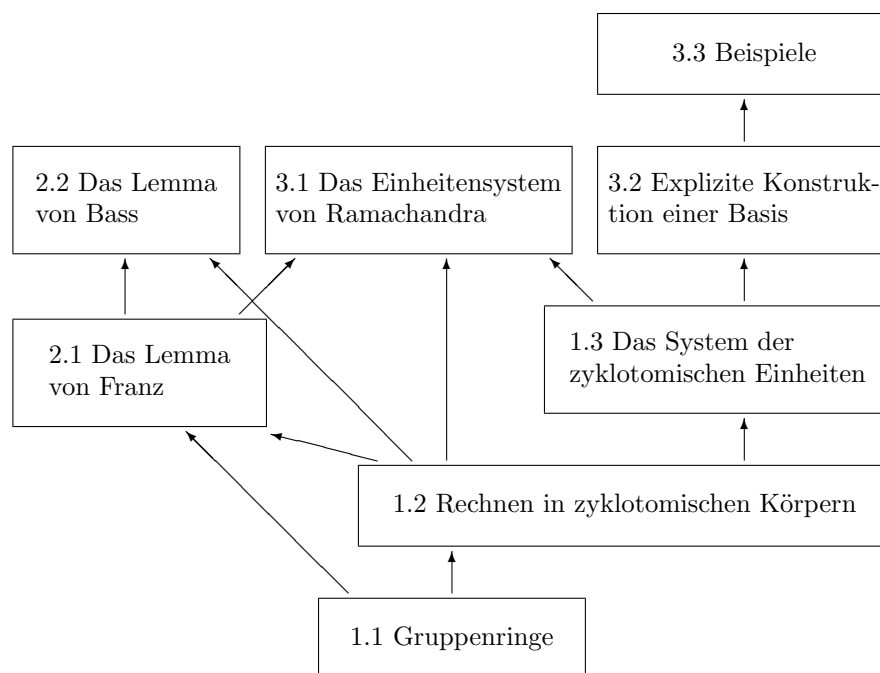 3.3 Beispiele
2.2 Das Lemma
von Bass
3.1 Das Einheitensystem
von Ramachandra
3.2 Explizite Konstruk-
tion einer Basis
2.1 Das Lemma
von Franz
1.3 Das System der
zyklotomischen Einheiten
1.2 Rechnen in zyklotomischen Körpern
1.1 Gruppenringe